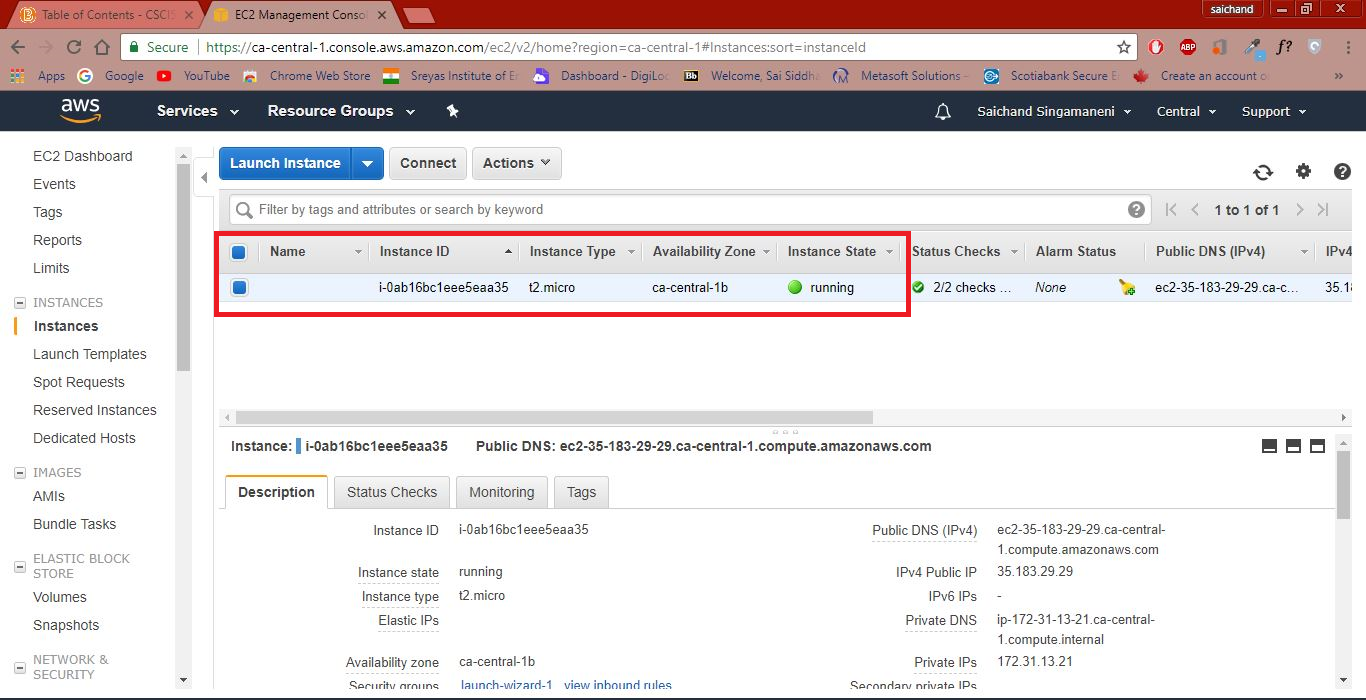 Table of Contents - CSCI5
EC2 Management Conso
saichand
Secure
https://ca-central-1.console.aws.amazon.com/ec2/v2/home?region=ca-central-1#Instances:sort=instanceId
ABP
f?
Apps
Google
YouTube
Chrome Web Store
Sreyas Institute of E
Dashboard - DigiLoc
Bb
Welcome, Sai Siddha
Metasoft Solutions -
Scotiabank Secure E
Create an account o
»
aws
Services
Resource Groups
Saichand Singamaneni
Central
Support
EC2 Dashboard
Events
Tags
Reports
Limits
INSTANCES
Instances
Launch Templates
Spot Requests
Reserved Instances
Dedicated Hosts
IMAGES
AMIs
Bundle Tasks
ELASTIC BLOCK
STORE
Volumes
Snapshots
NETWORK &
SECURITY
Launch Instance
Connect
Actions
Filter by tags and attributes or search by keyword
1 to 1 of 1
Name Instance ID Instance Type Availability Zone Instance State Status Checks Alarm Status Public DNS (IPv4) IPv4
i-0ab16bc1eee5eaa35 t2.micro ca-central-1b running 2/2 checks ... None ec2-35-183-29-29.ca-c... 35.18
Instance: i-0ab16bc1eee5eaa35 Public DNS: ec2-35-183-29-29.ca-central-1.compute.amazonaws.com
Description
Status Checks
Monitoring
Tags
Instance ID i-0ab16bc1eee5eaa35
Instance state running
Instance type t2.micro
Elastic IPs
Availability zone ca-central-1b
Security groups launch-wizard-1 view inbound rules
Public DNS (IPv4) ec2-35-183-29-29.ca-central-
1.compute.amazonaws.com
IPv4 Public IP 35.183.29.29
IPv6 IPs -
Private DNS ip-172-31-13-21.ca-central-
1.compute.internal
Private IPs 172.31.13.21
Secondary private IPs